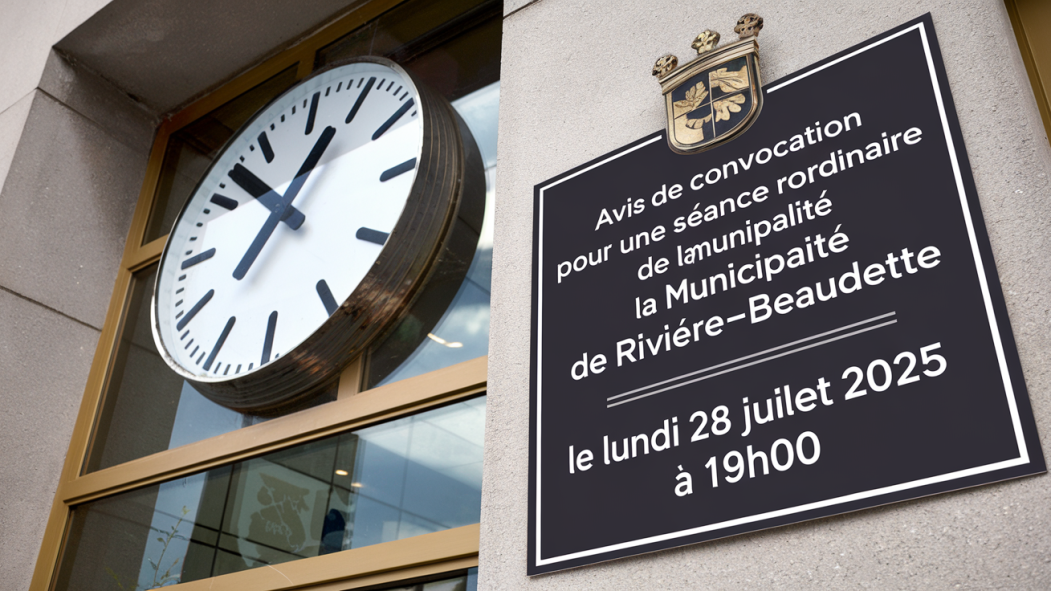 Avis de convocation
pour une séance rordinaire
de lamunipalité
la Municipaité
de Riviére-Beaudette
le lundi 28 juilet 2025
à 19h00